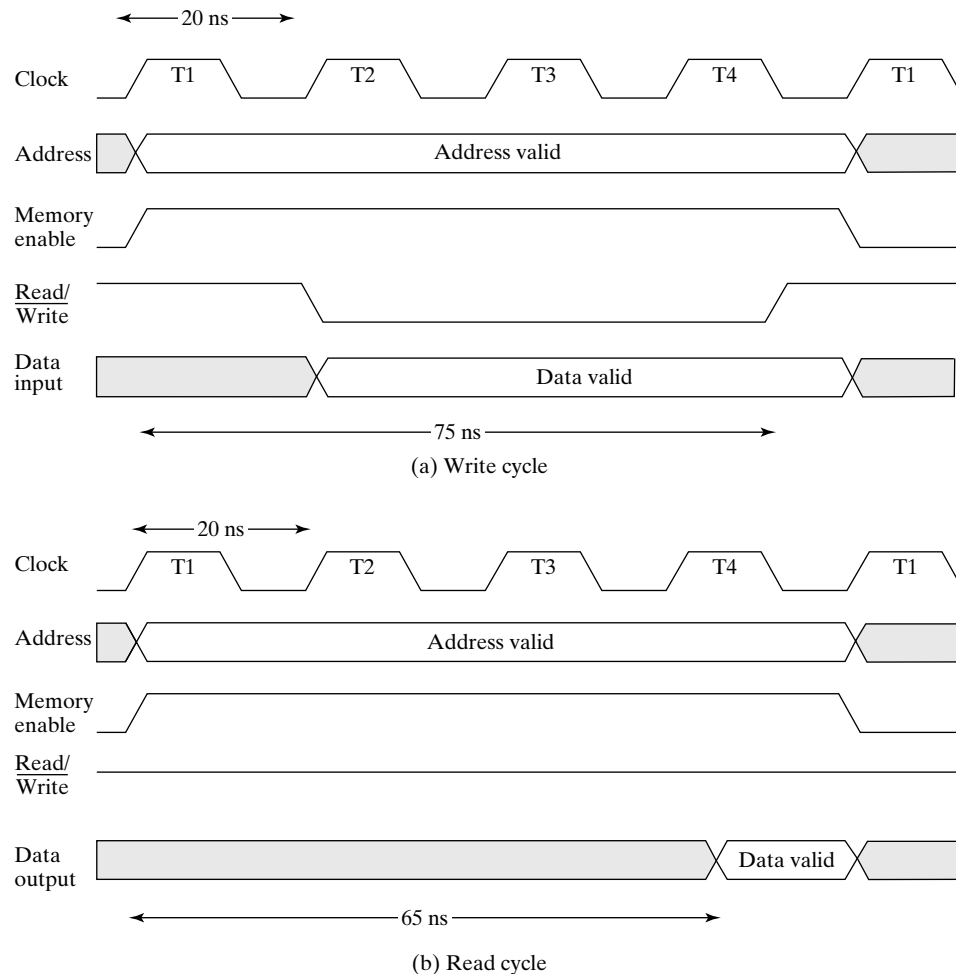 20 ns
Clock
T1
T2
T3
T4
T1
Address
Address valid
Memory
enable
Read/
Write
Data
input
Data valid
75 ns
(a) Write cycle
20 ns
Clock
T1
T2
T3
T4
T1
Address
Address valid
Memory
enable
Read/
Write
Data
output
Data valid
65 ns
(b) Read cycle